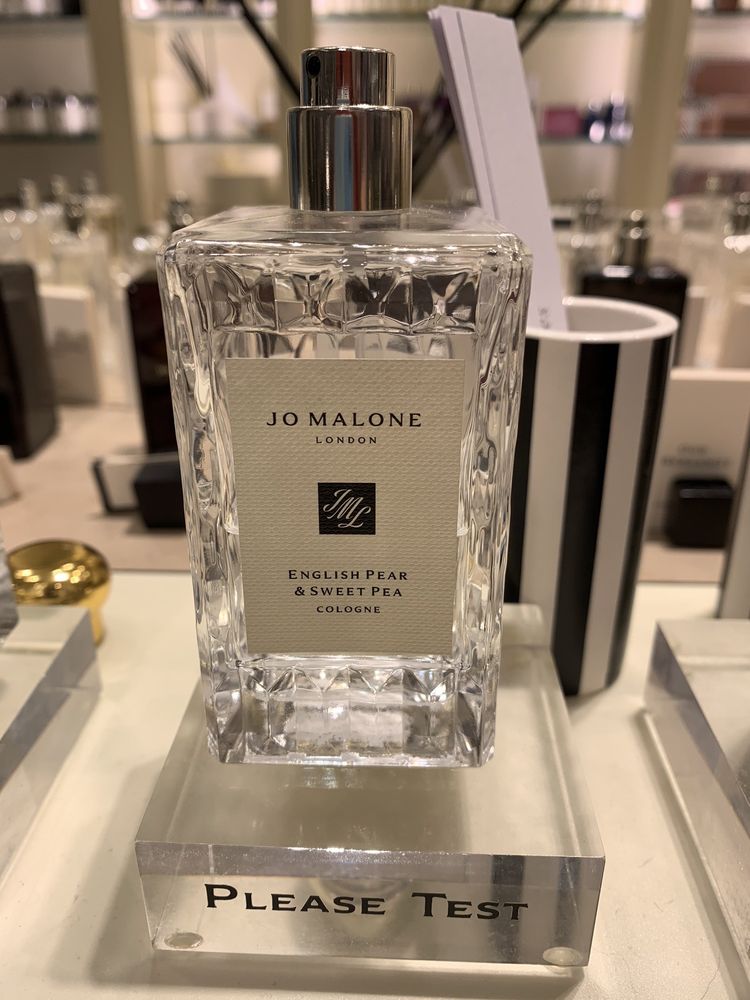 JO MALONE
LONDON
JML
ENGLISH PEAR
& SWEET PEA
COLOGNE
PLEASE TEST